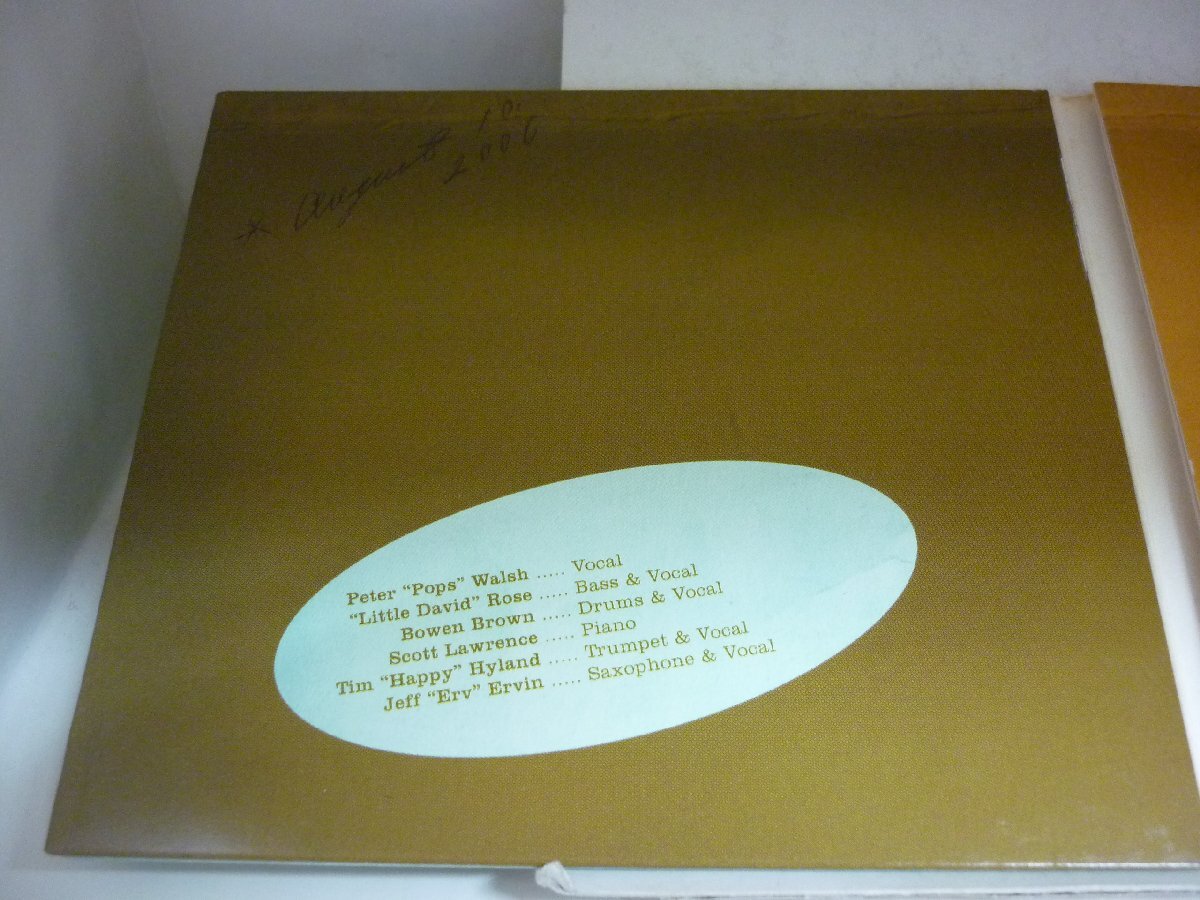 * August 10.
2006
Peter “Pops” Walsh ..... Vocal
“Little David” Rose ..... Bass & Vocal
Bowen Brown ..... Drums & Vocal
Scott Lawrence ..... Piano
Tim “Happy” Hyland ..... Trumpet & Vocal
Jeff “Erv” Ervin ..... Saxophone & Vocal